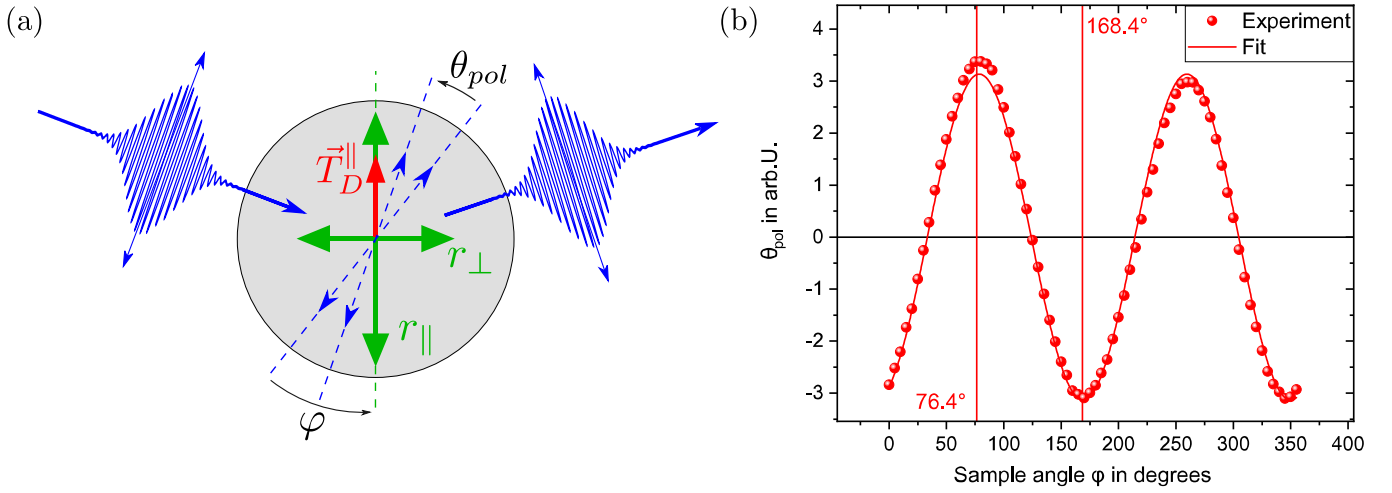 (a)
θ_pol
T⃗_D^∥
r_⊥
r_∥
φ
(b)
76.4°
168.4°
Experiment
Fit
θ_pol in arb.U.
4
3
2
1
0
-1
-2
-3
0 50 100 150 200 250 300 350 400
Sample angle φ in degrees